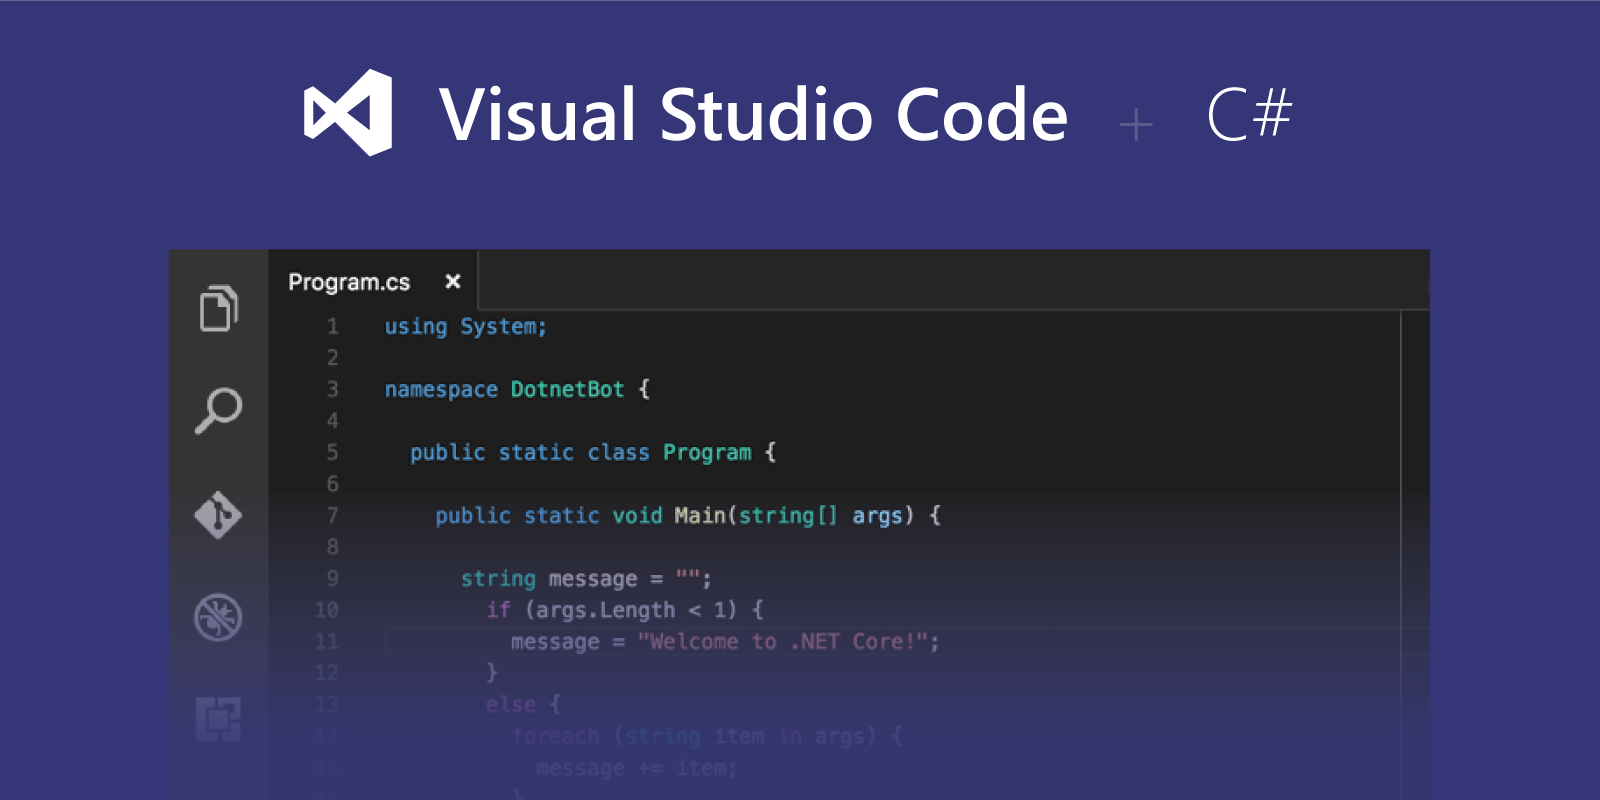 Visual Studio Code + C#
Program.cs ×
1 using System;
2
3 namespace DotnetBot {
4
5 public static class Program {
6
7 public static void Main(string[] args) {
8
9 string message = "";
10 if (args.Length < 1) {
11 message = "Welcome to .NET Core!";
12 }
13 else {
14 foreach (string item in args) {
15 message += item;
16 }